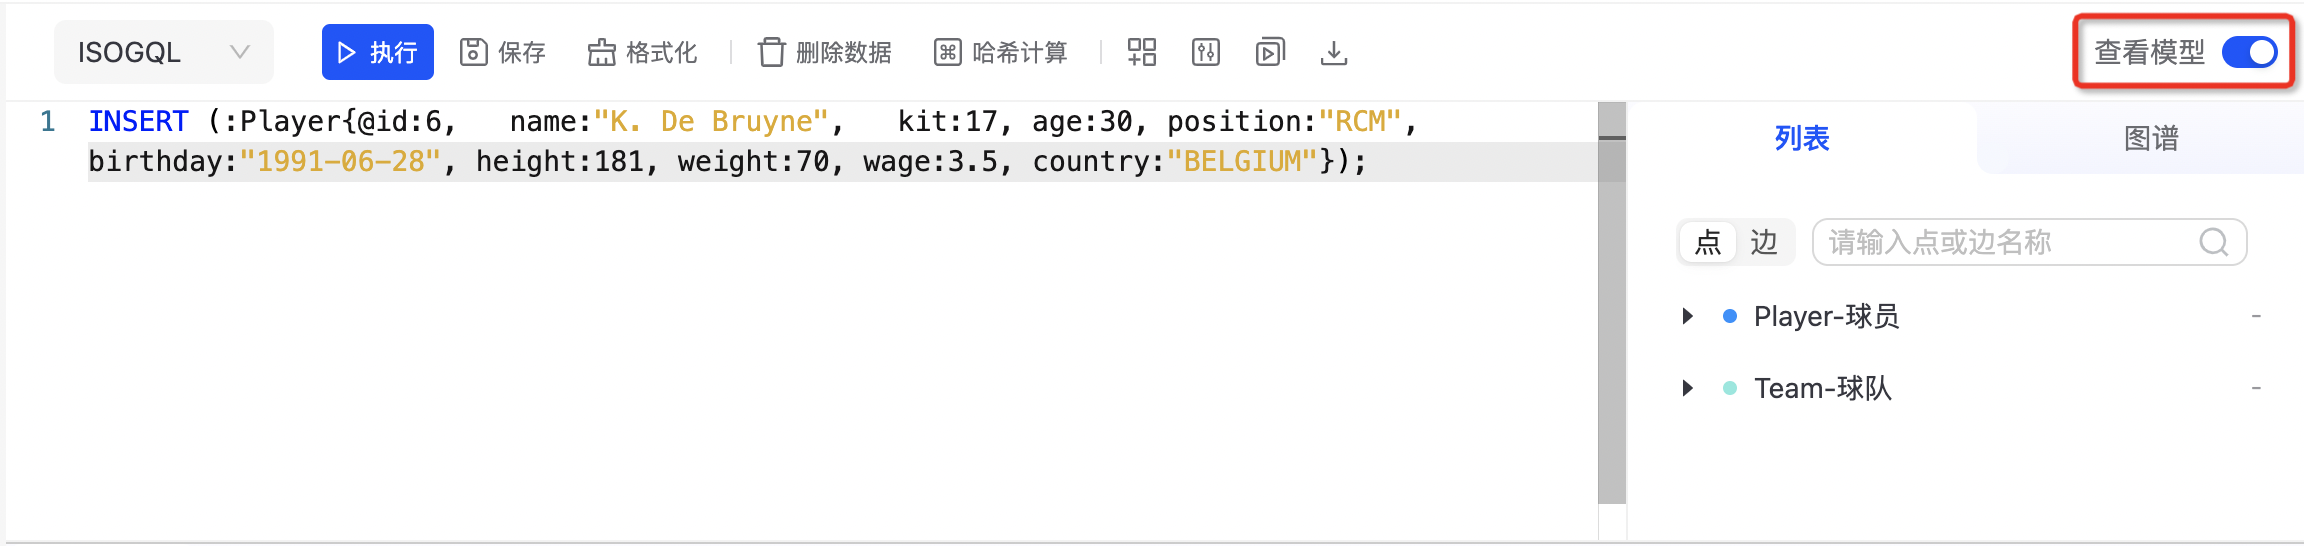 ISOGQL 执行 保存 格式化 删除数据 哈希计算 查看模型
1 INSERT (:Player{@id:6,   name:"K. De Bruyne",   kit:17, age:30, position:"RCM",
birthday:"1991-06-28", height:181, weight:70, wage:3.5, country:"BELGIUM"});
列表 图谱
点 边 请输入点或边名称
Player-球员 -
Team-球队 -